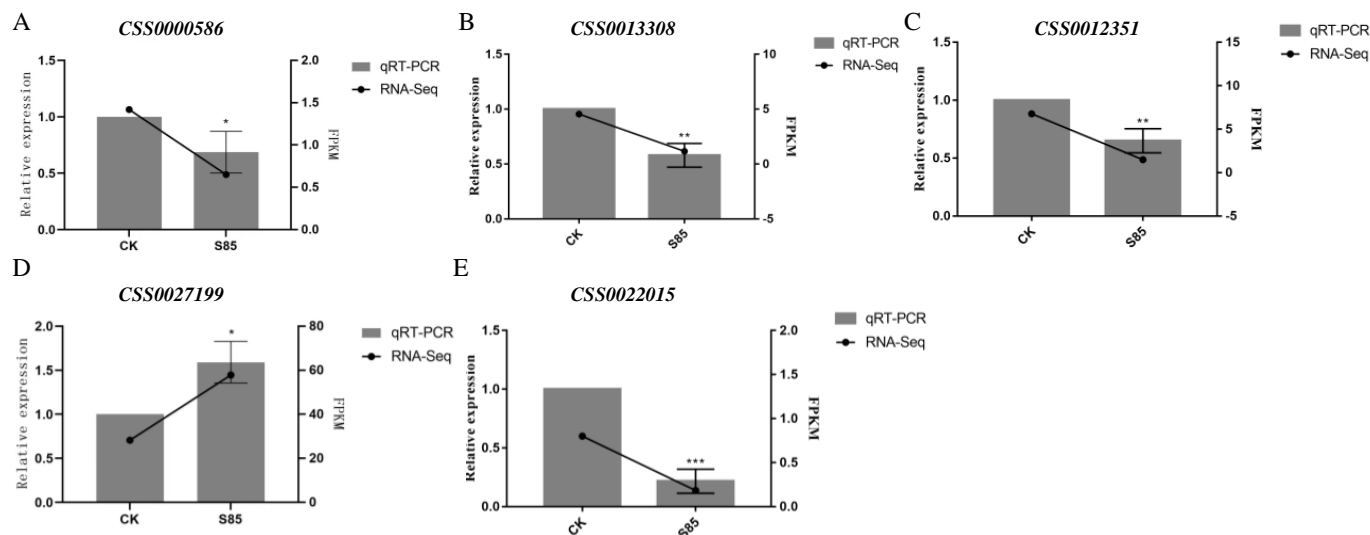 A
CSS0000586
1.5
1.0
0.5
0.0
Relative expression
2.0
1.5
1.0
0.5
0.0
FPKM
*
CK
S85
qRT-PCR
RNA-Seq
B
CSS0013308
1.5
1.0
0.5
0.0
Relative expression
10
5
0
-5
FPKM
**
CK
S85
qRT-PCR
RNA-Seq
C
CSS0012351
1.5
1.0
0.5
0.0
Relative expression
15
10
5
0
-5
FPKM
**
CK
S85
qRT-PCR
RNA-Seq
D
CSS0027199
2.0
1.5
1.0
0.5
0.0
Relative expression
80
60
40
20
0
FPKM
*
CK
S85
qRT-PCR
RNA-Seq
E
CSS0022015
1.5
1.0
0.5
0.0
Relative expression
2.0
1.5
1.0
0.5
0.0
FPKM
***
CK
S85
qRT-PCR
RNA-Seq